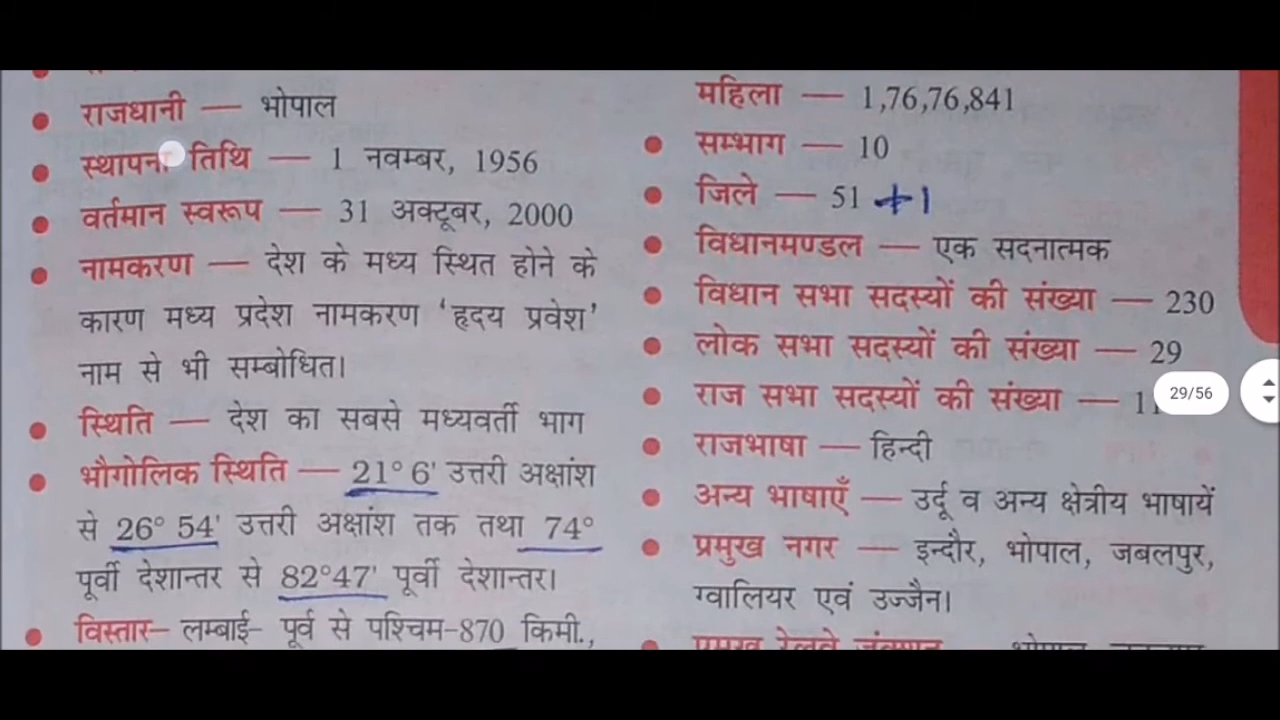 राजधानी — भोपाल
स्थापना तिथि — 1 नवम्बर, 1956
वर्तमान स्वरूप — 31 अक्टूबर, 2000
नामकरण — देश के मध्य स्थित होने के
कारण मध्य प्रदेश नामकरण ‘हृदय प्रवेश’
नाम से भी सम्बोधित।
स्थिति — देश का सबसे मध्यवर्ती भाग
भौगोलिक स्थिति — 21° 6' उत्तरी अक्षांश
से 26° 54' उत्तरी अक्षांश तक तथा 74°
पूर्वी देशान्तर से 82°47' पूर्वी देशान्तर।
विस्तार– लम्बाई– पूर्व से पश्चिम–870 किमी.,
महिला — 1,76,76,841
सम्भाग — 10
जिले — 51 +1
विधानमण्डल — एक सदनात्मक
विधान सभा सदस्यों की संख्या — 230
लोक सभा सदस्यों की संख्या — 29
राज सभा सदस्यों की संख्या —
29/56
राजभाषा — हिन्दी
अन्य भाषाएँ — उर्दू व अन्य क्षेत्रीय भाषायें
प्रमुख नगर — इन्दौर, भोपाल, जबलपुर,
ग्वालियर एवं उज्जैन।